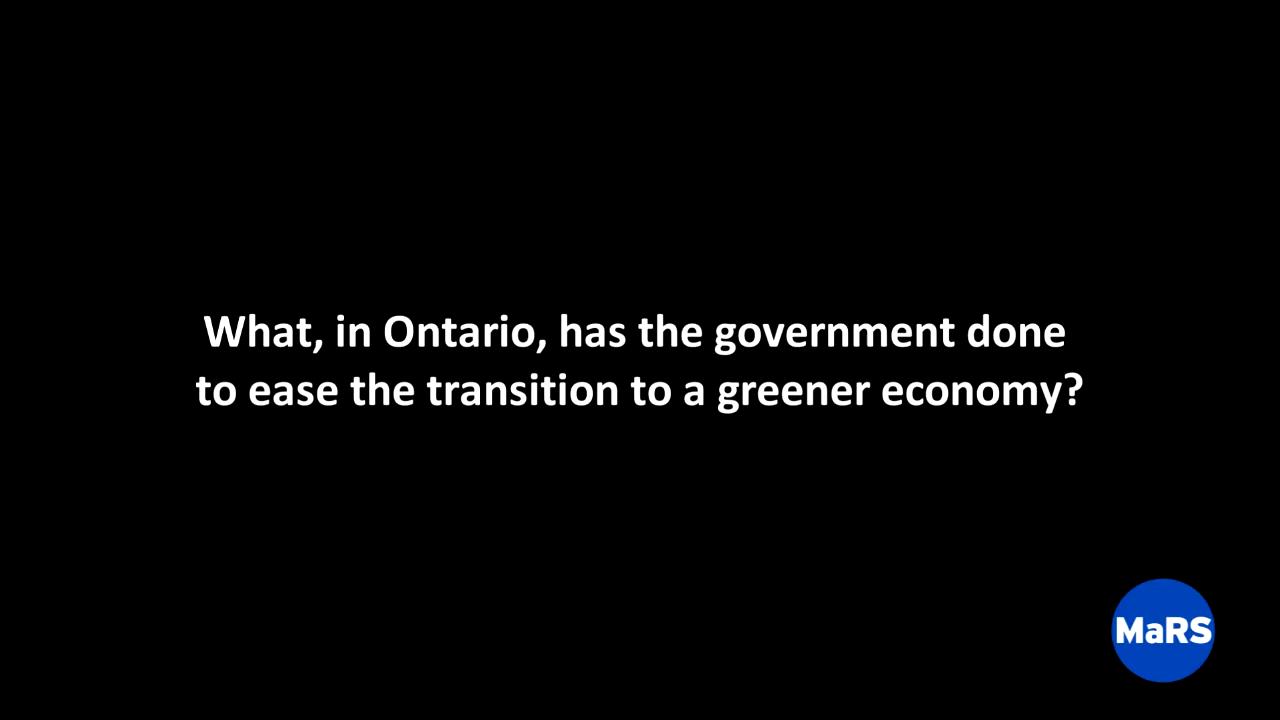 What, in Ontario, has the government done
to ease the transition to a greener economy?
MaRS